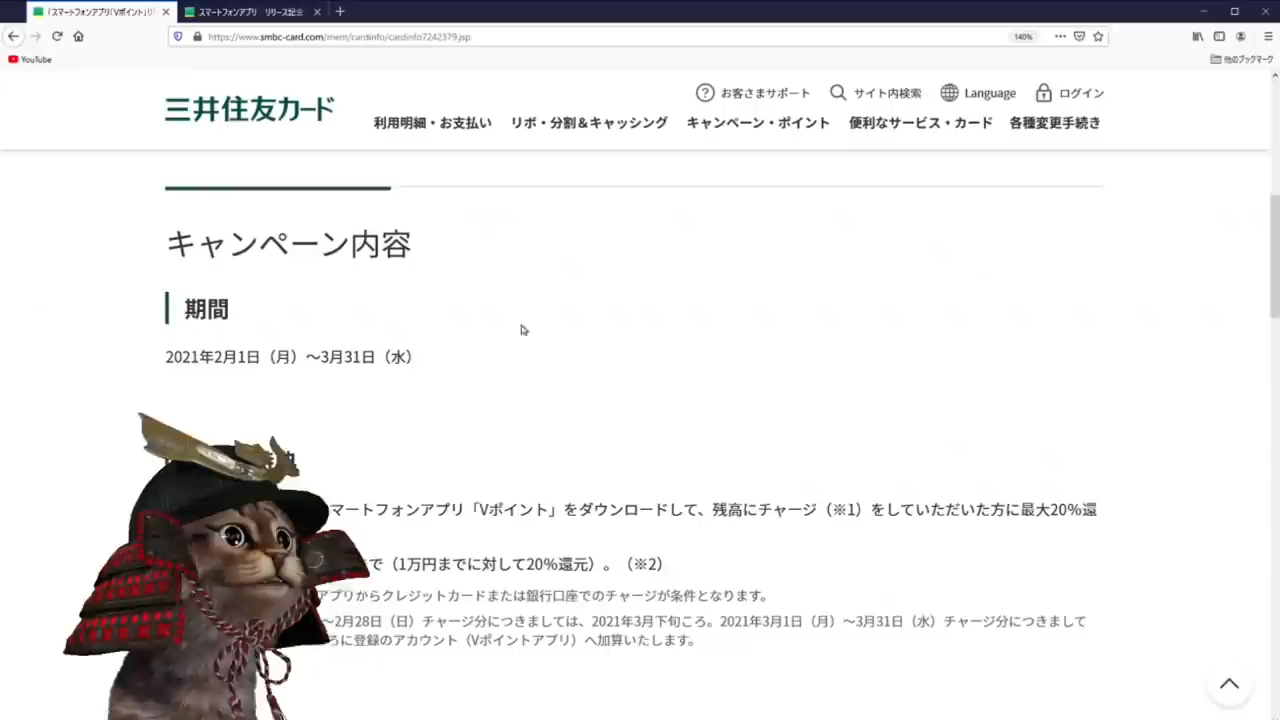 「スマートフォンアプリ「Vポイント」リリ
スマートフォンアプリ リリース記念
https://www.smbc-card.com/mem/cardinfo/cardinfo7242379.jsp
140%
YouTube
他のブックマーク
三井住友カード
お客さまサポート
サイト内検索
Language
ログイン
利用明細・お支払い
リボ・分割&キャッシング
キャンペーン・ポイント
便利なサービス・カード
各種変更手続き
キャンペーン内容
期間
2021年2月1日（月）〜3月31日（水）
マートフォンアプリ「Vポイント」をダウンロードして、残高にチャージ（※1）をしていただいた方に最大20%還
で（1万円までに対して20%還元）。（※2）
アプリからクレジットカードまたは銀行口座でのチャージが条件となります。
〜2月28日（日）チャージ分につきましては、2021年3月下旬ころ。2021年3月1日（月）〜3月31日（水）チャージ分につきまして
ろに登録のアカウント（Vポイントアプリ）へ加算いたします。